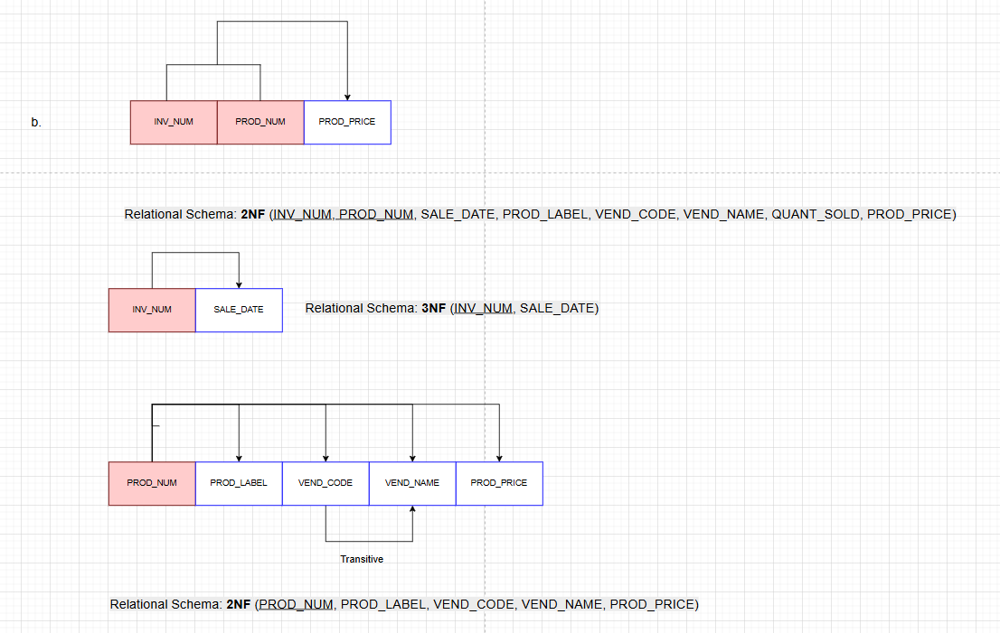 b.
INV_NUM PROD_NUM PROD_PRICE
Relational Schema: 2NF (INV_NUM, PROD_NUM, SALE_DATE, PROD_LABEL, VEND_CODE, VEND_NAME, QUANT_SOLD, PROD_PRICE)
INV_NUM SALE_DATE
Relational Schema: 3NF (INV_NUM, SALE_DATE)
PROD_NUM PROD_LABEL VEND_CODE VEND_NAME PROD_PRICE
Transitive
Relational Schema: 2NF (PROD_NUM, PROD_LABEL, VEND_CODE, VEND_NAME, PROD_PRICE)